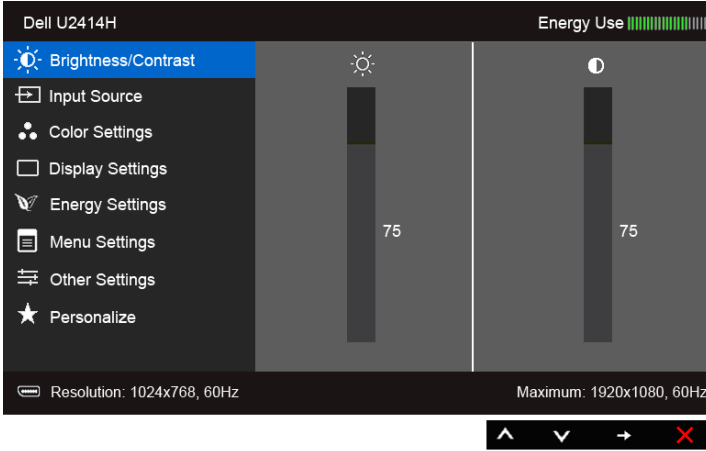 Dell U2414H
Energy Use
Brightness/Contrast
Input Source
Color Settings
Display Settings
Energy Settings
Menu Settings
Other Settings
Personalize
75
75
Resolution: 1024x768, 60Hz
Maximum: 1920x1080, 60Hz